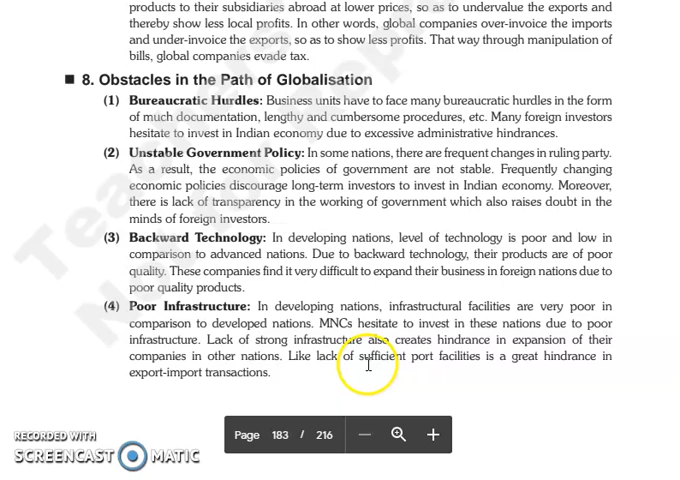 products to their subsidiaries abroad at lower prices, so as to undervalue the exports and
thereby show less local profits. In other words, global companies over-invoice the imports
and under-invoice the exports, so as to show less profits. That way through manipulation of
bills, global companies evade tax.
■ 8. Obstacles in the Path of Globalisation
(1) Bureaucratic Hurdles: Business units have to face many bureaucratic hurdles in the form
of much documentation, lengthy and cumbersome procedures, etc. Many foreign investors
hesitate to invest in Indian economy due to excessive administrative hindrances.
(2) Unstable Government Policy: In some nations, there are frequent changes in ruling party.
As a result, the economic policies of government are not stable. Frequently changing
economic policies discourage long-term investors to invest in Indian economy. Moreover,
there is lack of transparency in the working of government which also raises doubt in the
minds of foreign investors.
(3) Backward Technology: In developing nations, level of technology is poor and low in
comparison to advanced nations. Due to backward technology, their products are of poor
quality. These companies find it very difficult to expand their business in foreign nations due to
poor quality products.
(4) Poor Infrastructure: In developing nations, infrastructural facilities are very poor in
comparison to developed nations. MNCs hesitate to invest in these nations due to poor
infrastructure. Lack of strong infrastructure also creates hindrance in expansion of their
companies in other nations. Like lack of sufficient port facilities is a great hindrance in
export-import transactions.
Page 183 / 216
RECORDED WITH
SCREENCAST MATIC